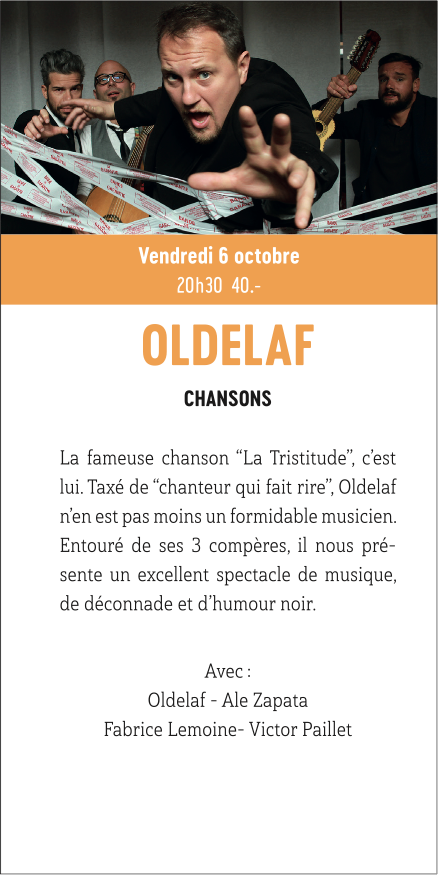 Vendredi 6 octobre
20h30 40.-
OLDELAF
CHANSONS
La fameuse chanson “La Tristitude”, c’est
lui. Taxé de “chanteur qui fait rire”, Oldelaf
n’en est pas moins un formidable musicien.
Entouré de ses 3 compères, il nous pré-
sente un excellent spectacle de musique,
de déconnade et d’humour noir.
Avec :
Oldelaf - Ale Zapata
Fabrice Lemoine- Victor Paillet